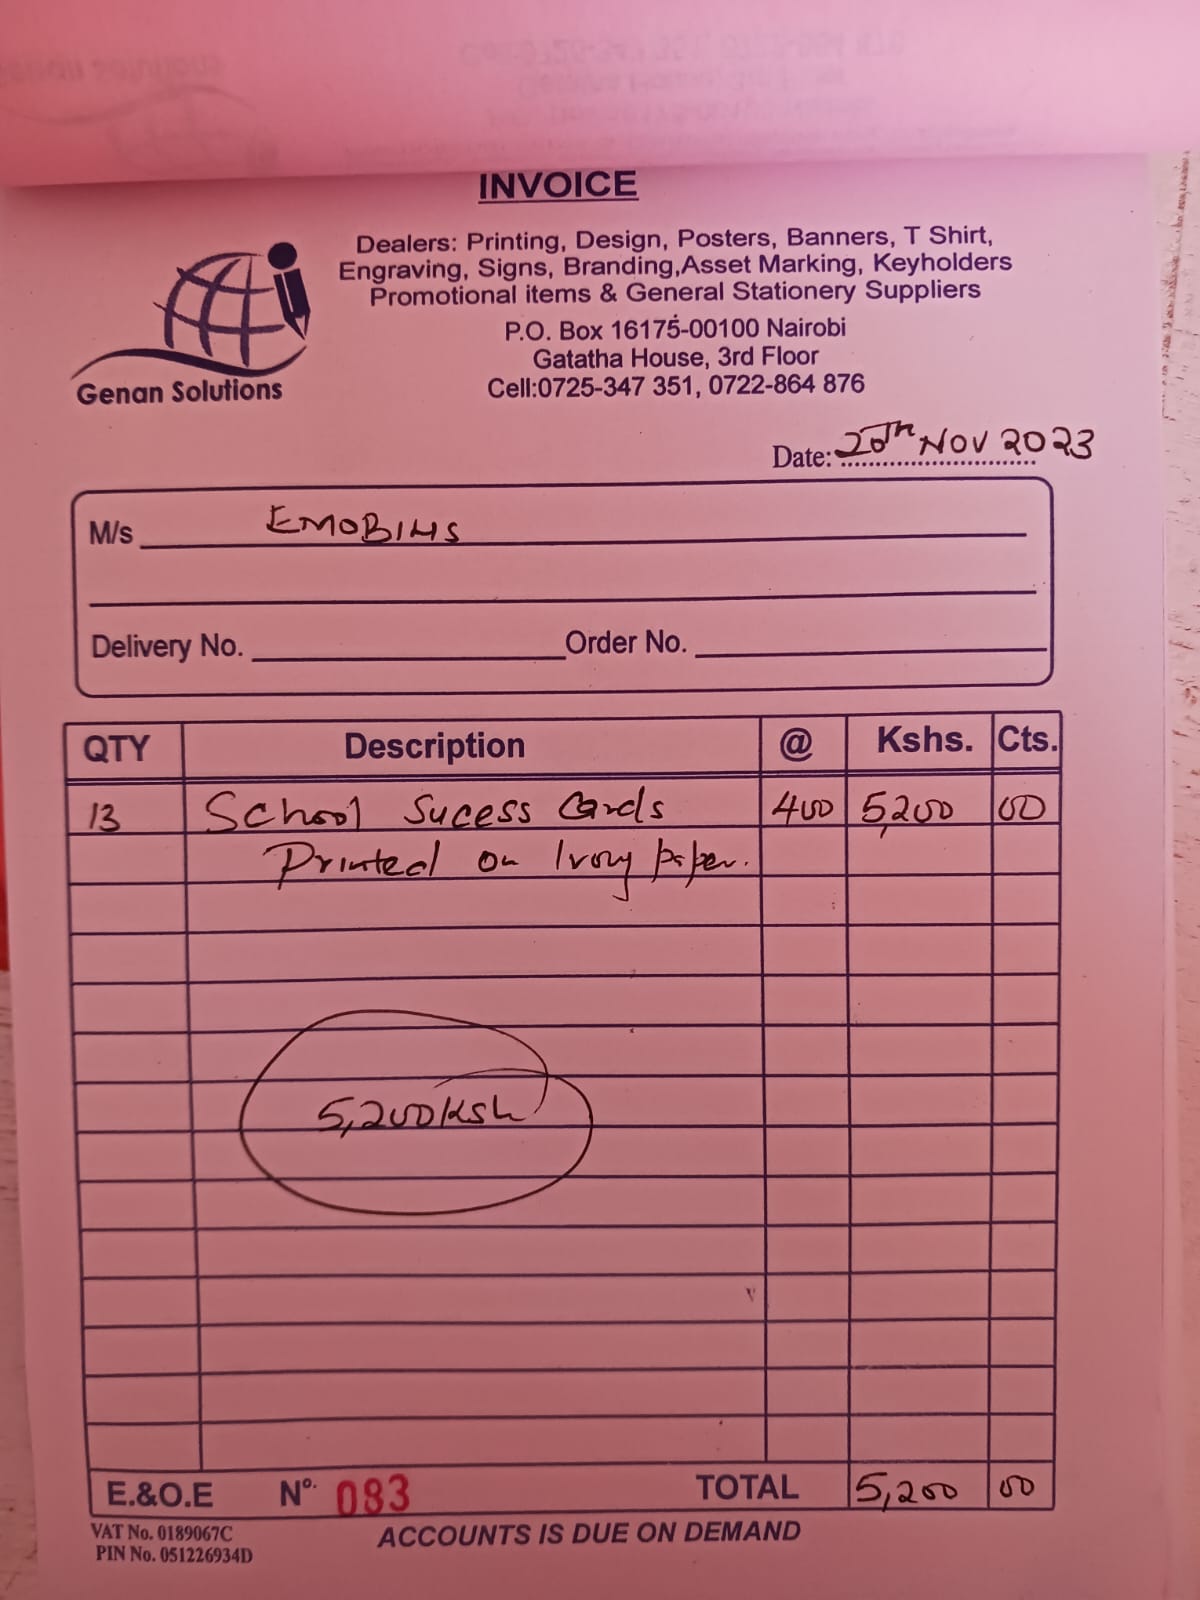 INVOICE
Dealers: Printing, Design, Posters, Banners, T Shirt,
Engraving, Signs, Branding,Asset Marking, Keyholders
Promotional items & General Stationery Suppliers
P.O. Box 16175-00100 Nairobi
Gatatha House, 3rd Floor
Cell:0725-347 351, 0722-864 876
Genan Solutions
Date: 20Th NOV 2023
M/s EMOBIHS
Delivery No. Order No.
QTY Description @ Kshs. Cts.
13 School Sucess Cards 400 5,200 00
Printed on Ivory paper.
5,200Ksh
E.&O.E Nº. 083 TOTAL 5,200 00
VAT No. 0189067C
PIN No. 051226934D
ACCOUNTS IS DUE ON DEMAND